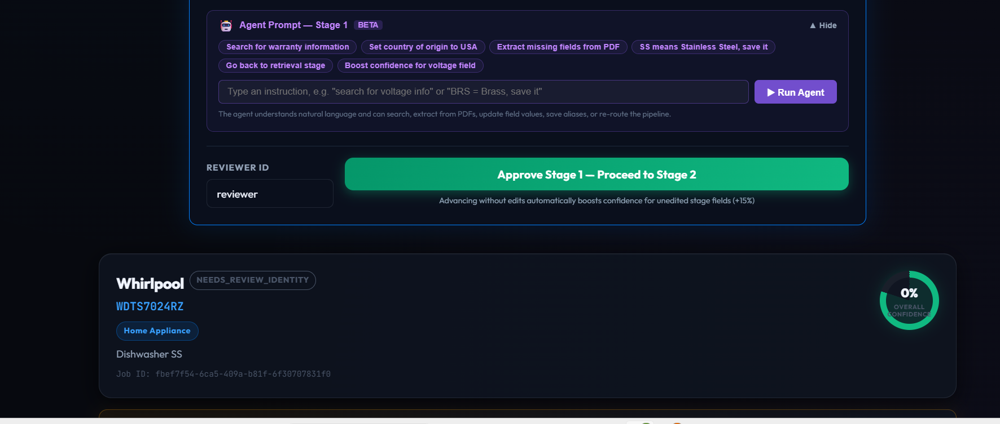 Agent Prompt — Stage 1 BETA ▲ Hide
Search for warranty information Set country of origin to USA Extract missing fields from PDF SS means Stainless Steel, save it
Go back to retrieval stage Boost confidence for voltage field
Type an instruction, e.g. "search for voltage info" or "BRS = Brass, save it" ▶ Run Agent
The agent understands natural language and can search, extract from PDFs, update field values, save aliases, or re-route the pipeline.
REVIEWER ID
reviewer
Approve Stage 1 — Proceed to Stage 2
Advancing without edits automatically boosts confidence for unedited stage fields (+15%)
Whirlpool NEEDS_REVIEW_IDENTITY
WDTS7024RZ
Home Appliance
Dishwasher SS
Job ID: fbef7f54-6ca5-409a-b81f-6f30707831f0
0%
OVERALL
CONFIDENCE